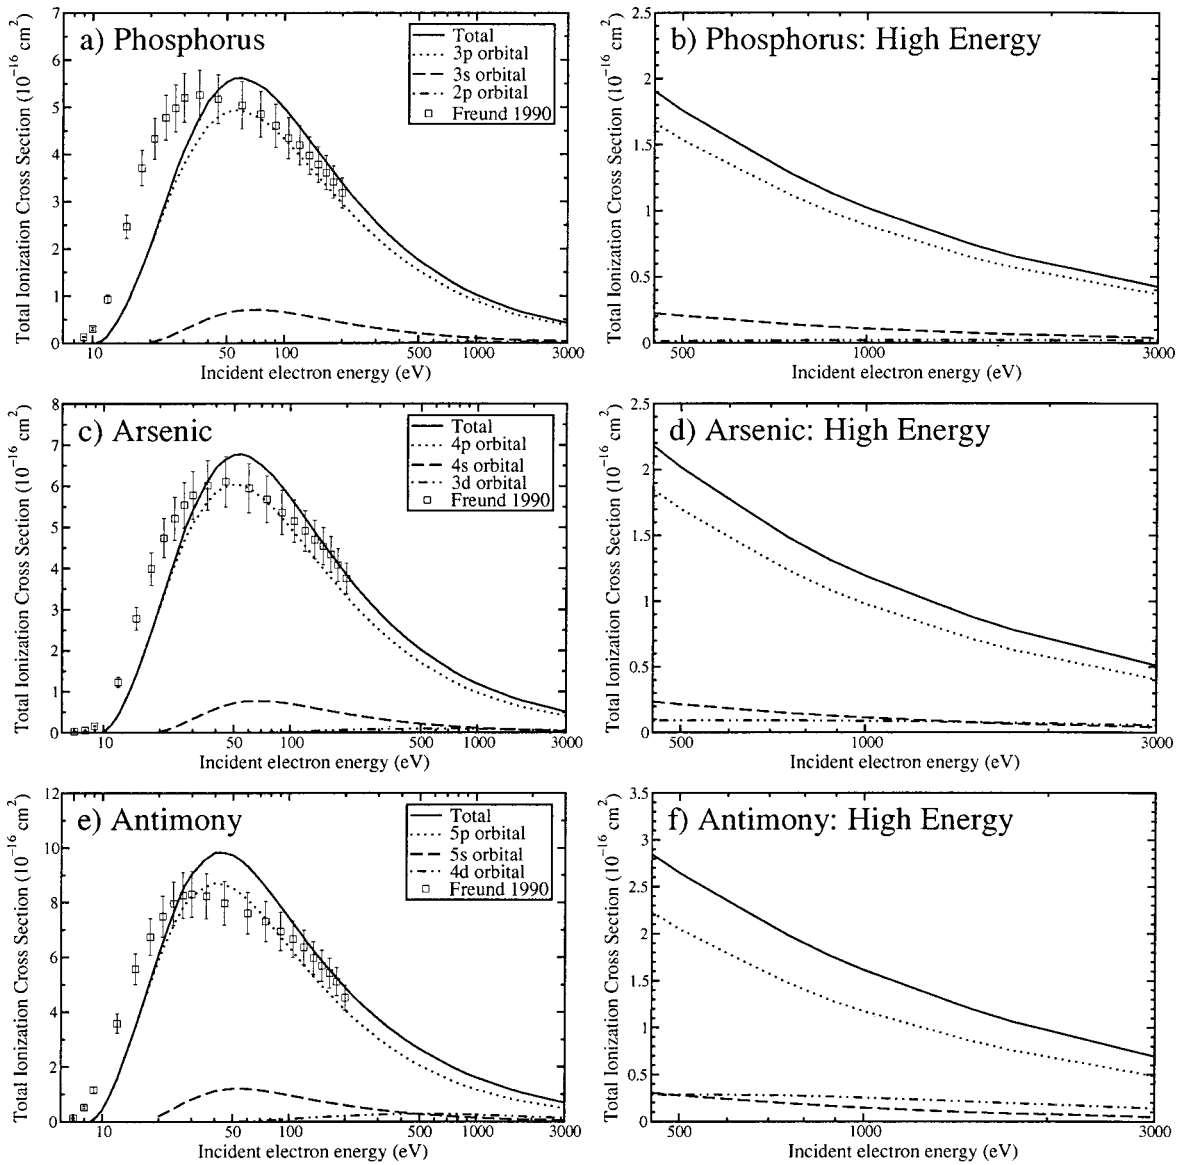 a) Phosphorus
Total
3p orbital
3s orbital
2p orbital
Freund 1990
Total Ionization Cross Section (10⁻¹⁶ cm²)
7
6
5
4
3
2
1
0
10
50
100
500
1000
3000
Incident electron energy (eV)
b) Phosphorus: High Energy
Total Ionization Cross Section (10⁻¹⁶ cm²)
2.5
2
1.5
1
0.5
0
500
1000
3000
Incident electron energy (eV)
c) Arsenic
Total
4p orbital
4s orbital
3d orbital
Freund 1990
Total Ionization Cross Section (10⁻¹⁶ cm²)
8
7
6
5
4
3
2
1
0
10
50
100
500
1000
3000
Incident electron energy (eV)
d) Arsenic: High Energy
Total Ionization Cross Section (10⁻¹⁶ cm²)
2.5
2
1.5
1
0.5
0
500
1000
3000
Incident electron energy (eV)
e) Antimony
Total
5p orbital
5s orbital
4d orbital
Freund 1990
Total Ionization Cross Section (10⁻¹⁶ cm²)
12
10
8
6
4
2
0
10
50
100
500
1000
3000
Incident electron energy (eV)
f) Antimony: High Energy
Total Ionization Cross Section (10⁻¹⁶ cm²)
3.5
3
2.5
2
1.5
1
0.5
0
500
1000
3000
Incident electron energy (eV)